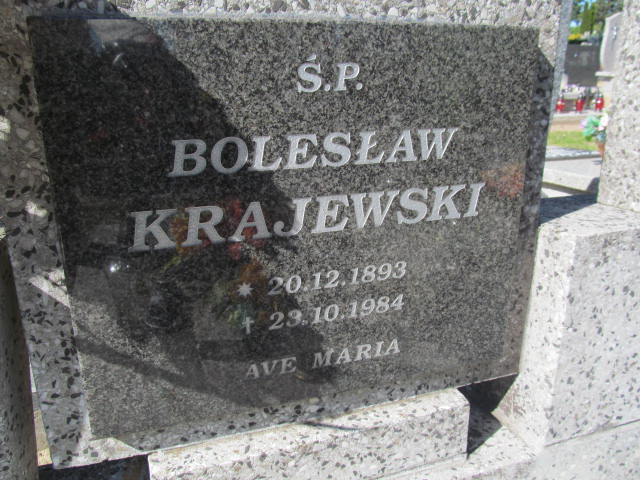 Ś.P.
BOLESŁAW
KRAJEWSKI
* 20.12.1893
† 23.10.1984
AVE MARIA